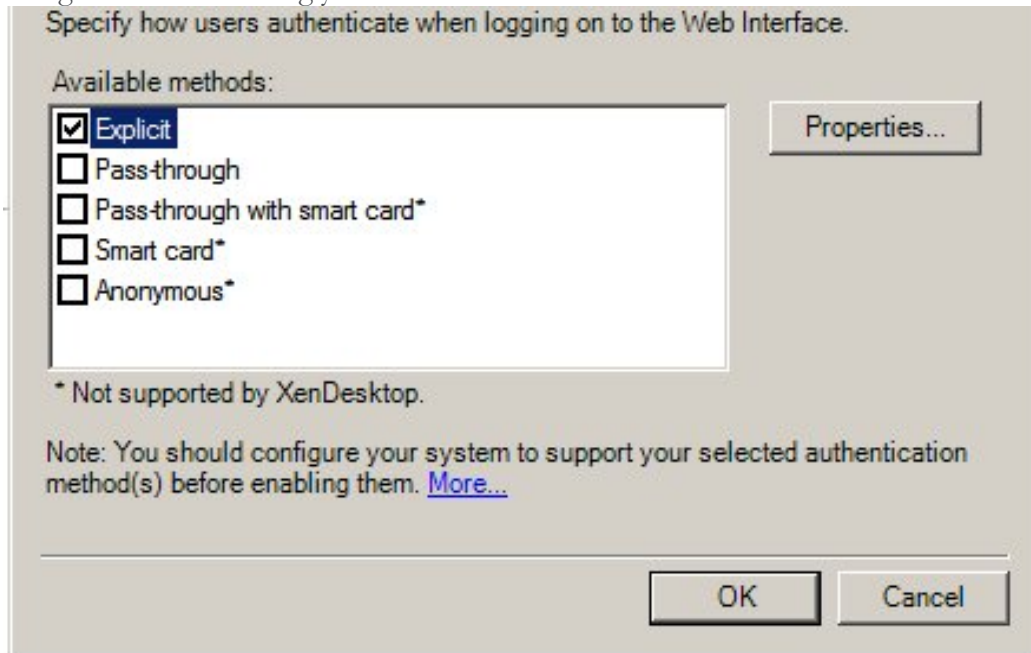 Specify how users authenticate when logging on to the Web Interface.
Available methods:
Explicit
Properties...
Pass-through
Pass-through with smart card*
Smart card*
Anonymous*
* Not supported by XenDesktop.
Note: You should configure your system to support your selected authentication
method(s) before enabling them. More...
OK
Cancel